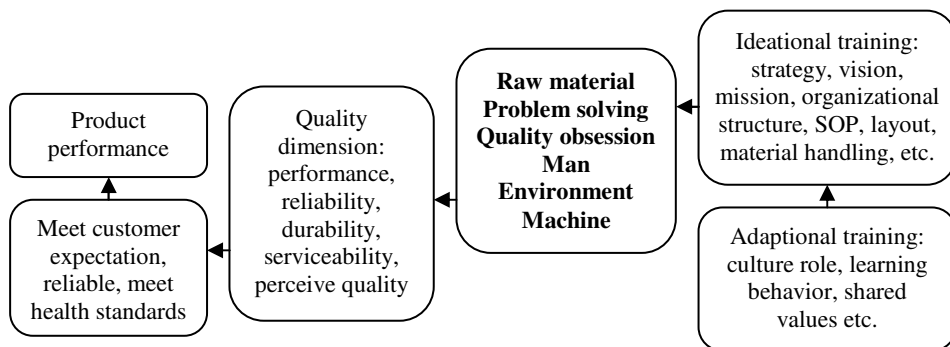 Product
performance
Meet customer
expectation,
reliable, meet
health standards
Quality
dimension:
performance,
reliability,
durability,
serviceability,
perceive quality
Raw material
Problem solving
Quality obsession
Man
Environment
Machine
Ideational training:
strategy, vision,
mission, organizational
structure, SOP, layout,
material handling, etc.
Adaptional training:
culture role, learning
behavior, shared
values etc.